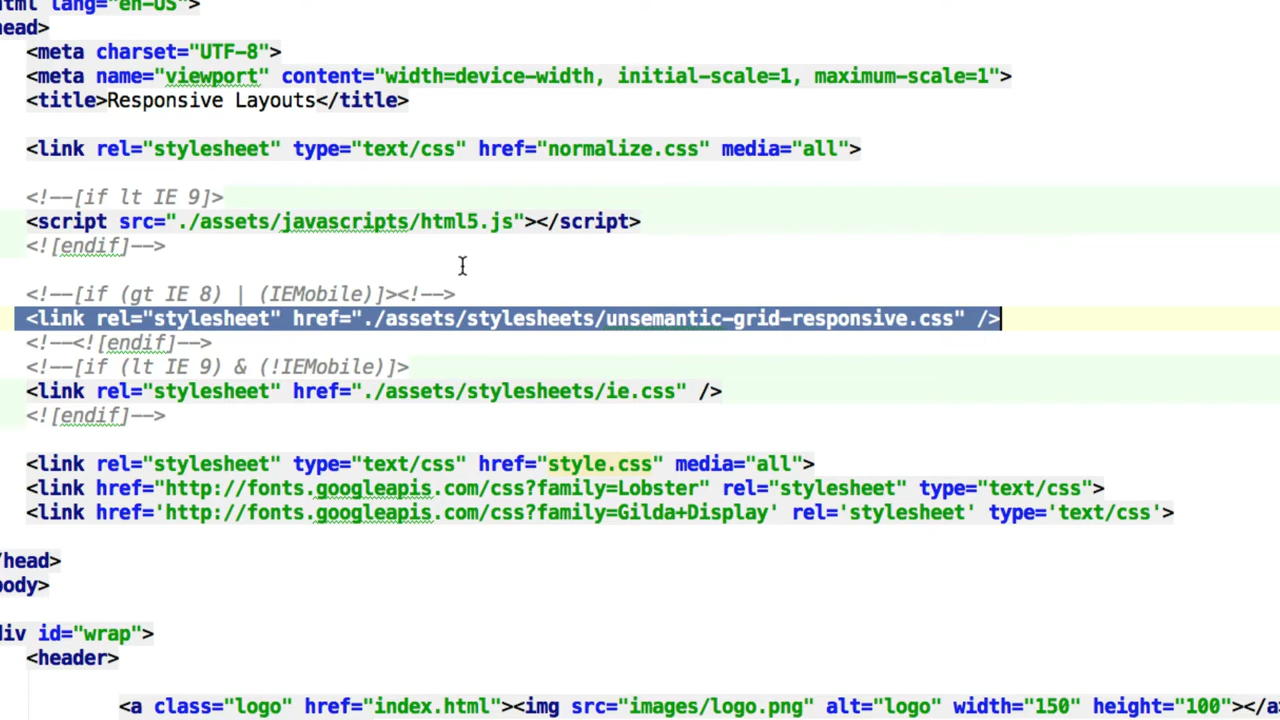 html lang="en-US">
head>
<meta charset="UTF-8">
<meta name="viewport" content="width=device-width, initial-scale=1, maximum-scale=1">
<title>Responsive Layouts</title>
<link rel="stylesheet" type="text/css" href="normalize.css" media="all">
<!--[if lt IE 9]>
<script src="./assets/javascripts/html5.js"></script>
<![endif]-->
<!--[if (gt IE 8) | (IEMobile)]><!-->
<link rel="stylesheet" href="./assets/stylesheets/unsemantic-grid-responsive.css" />
<!--<![endif]-->
<!--[if (lt IE 9) & (!IEMobile)]>
<link rel="stylesheet" href="./assets/stylesheets/ie.css" />
<![endif]-->
<link rel="stylesheet" type="text/css" href="style.css" media="all">
<link href="http://fonts.googleapis.com/css?family=Lobster" rel="stylesheet" type="text/css">
<link href='http://fonts.googleapis.com/css?family=Gilda+Display' rel='stylesheet' type='text/css'>
/head>
body>
div id="wrap">
<header>
<a class="logo" href="index.html"><img src="images/logo.png" alt="logo" width="150" height="100"></a